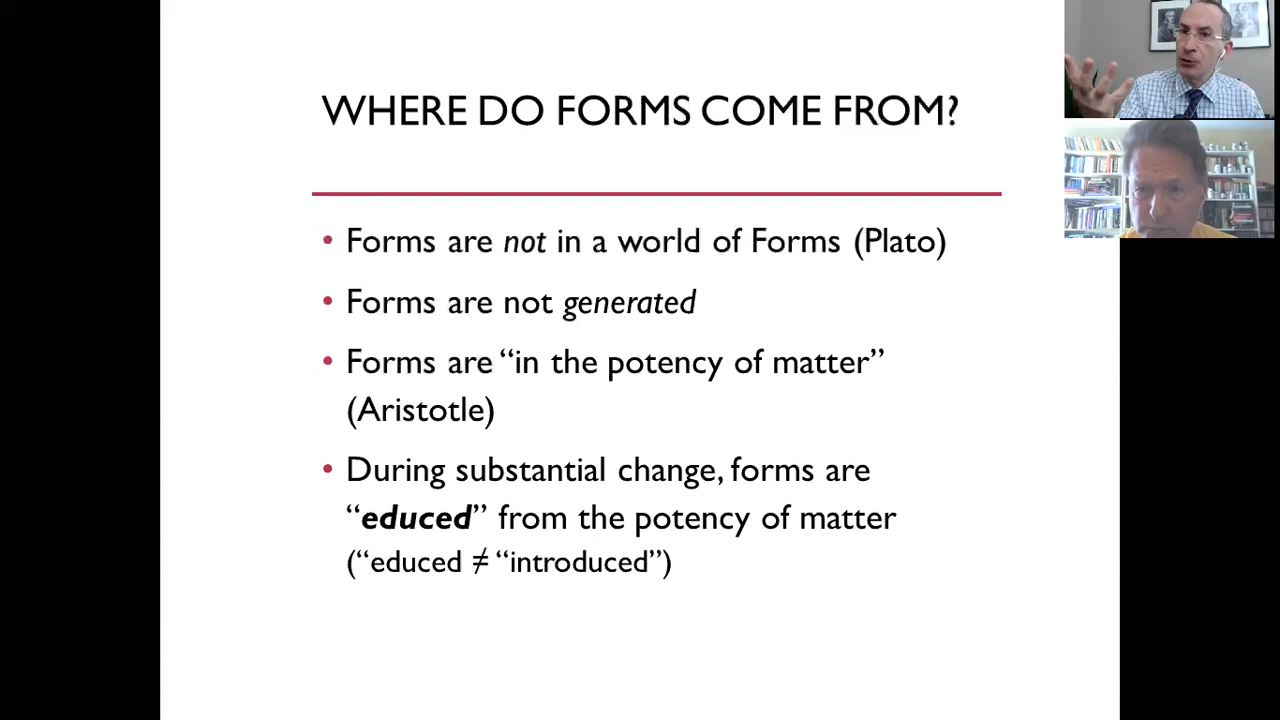 WHERE DO FORMS COME FROM?
• Forms are not in a world of Forms (Plato)
• Forms are not generated
• Forms are “in the potency of matter”
(Aristotle)
• During substantial change, forms are
“educed” from the potency of matter
(“educed ≠ “introduced”)